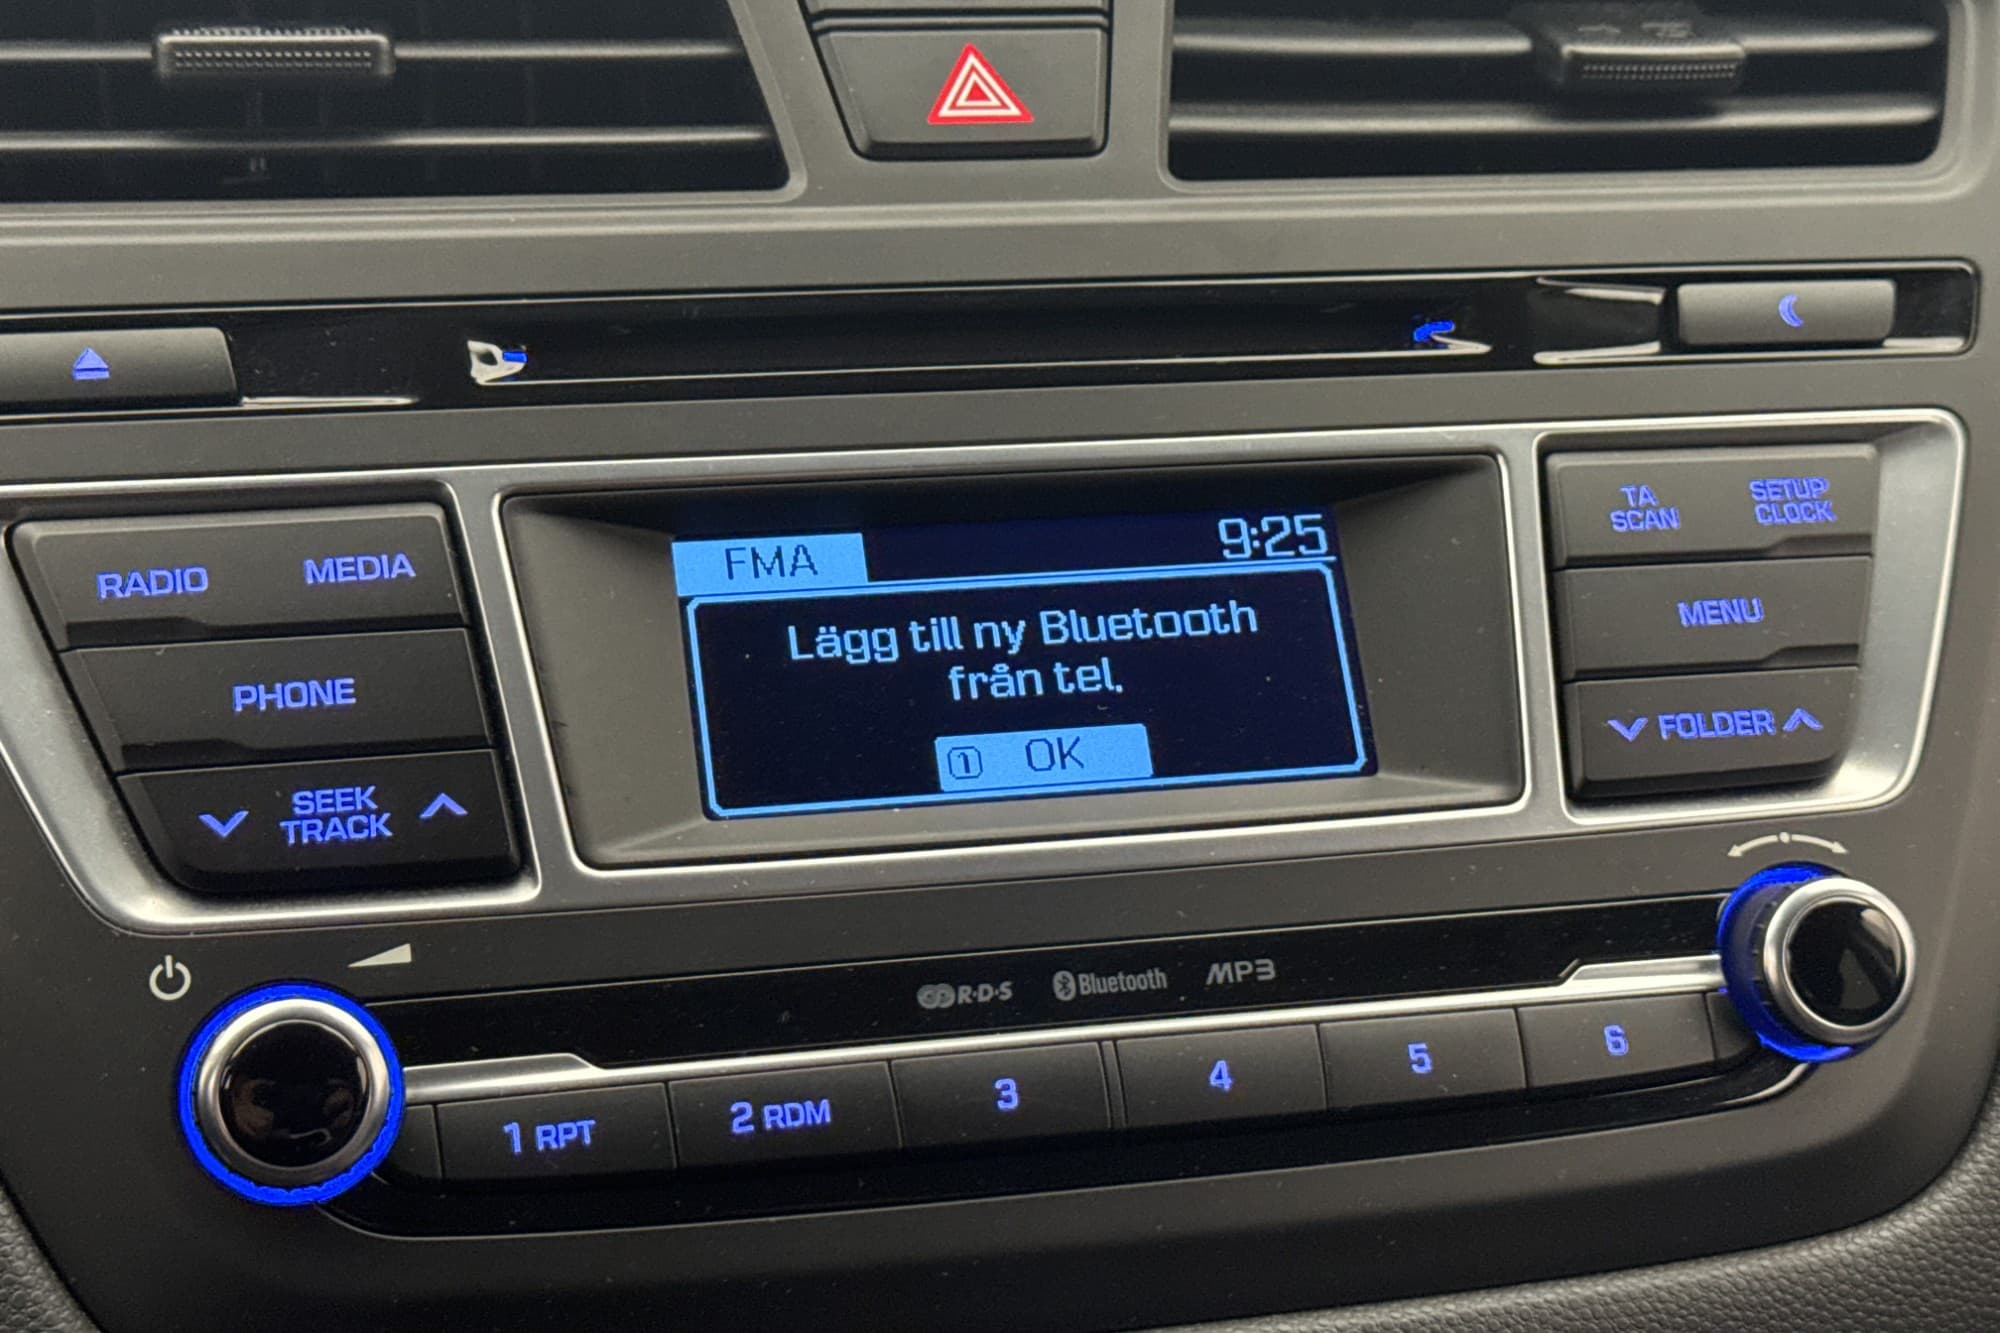 RADIO MEDIA
PHONE
SEEK
TRACK
FMA 9:25
Lägg till ny Bluetooth
från tel.
1 OK
TA
SCAN
SETUP
CLOCK
MENU
FOLDER
R·D·S Bluetooth MP3
1 RPT 2 RDM 3 4 5 6